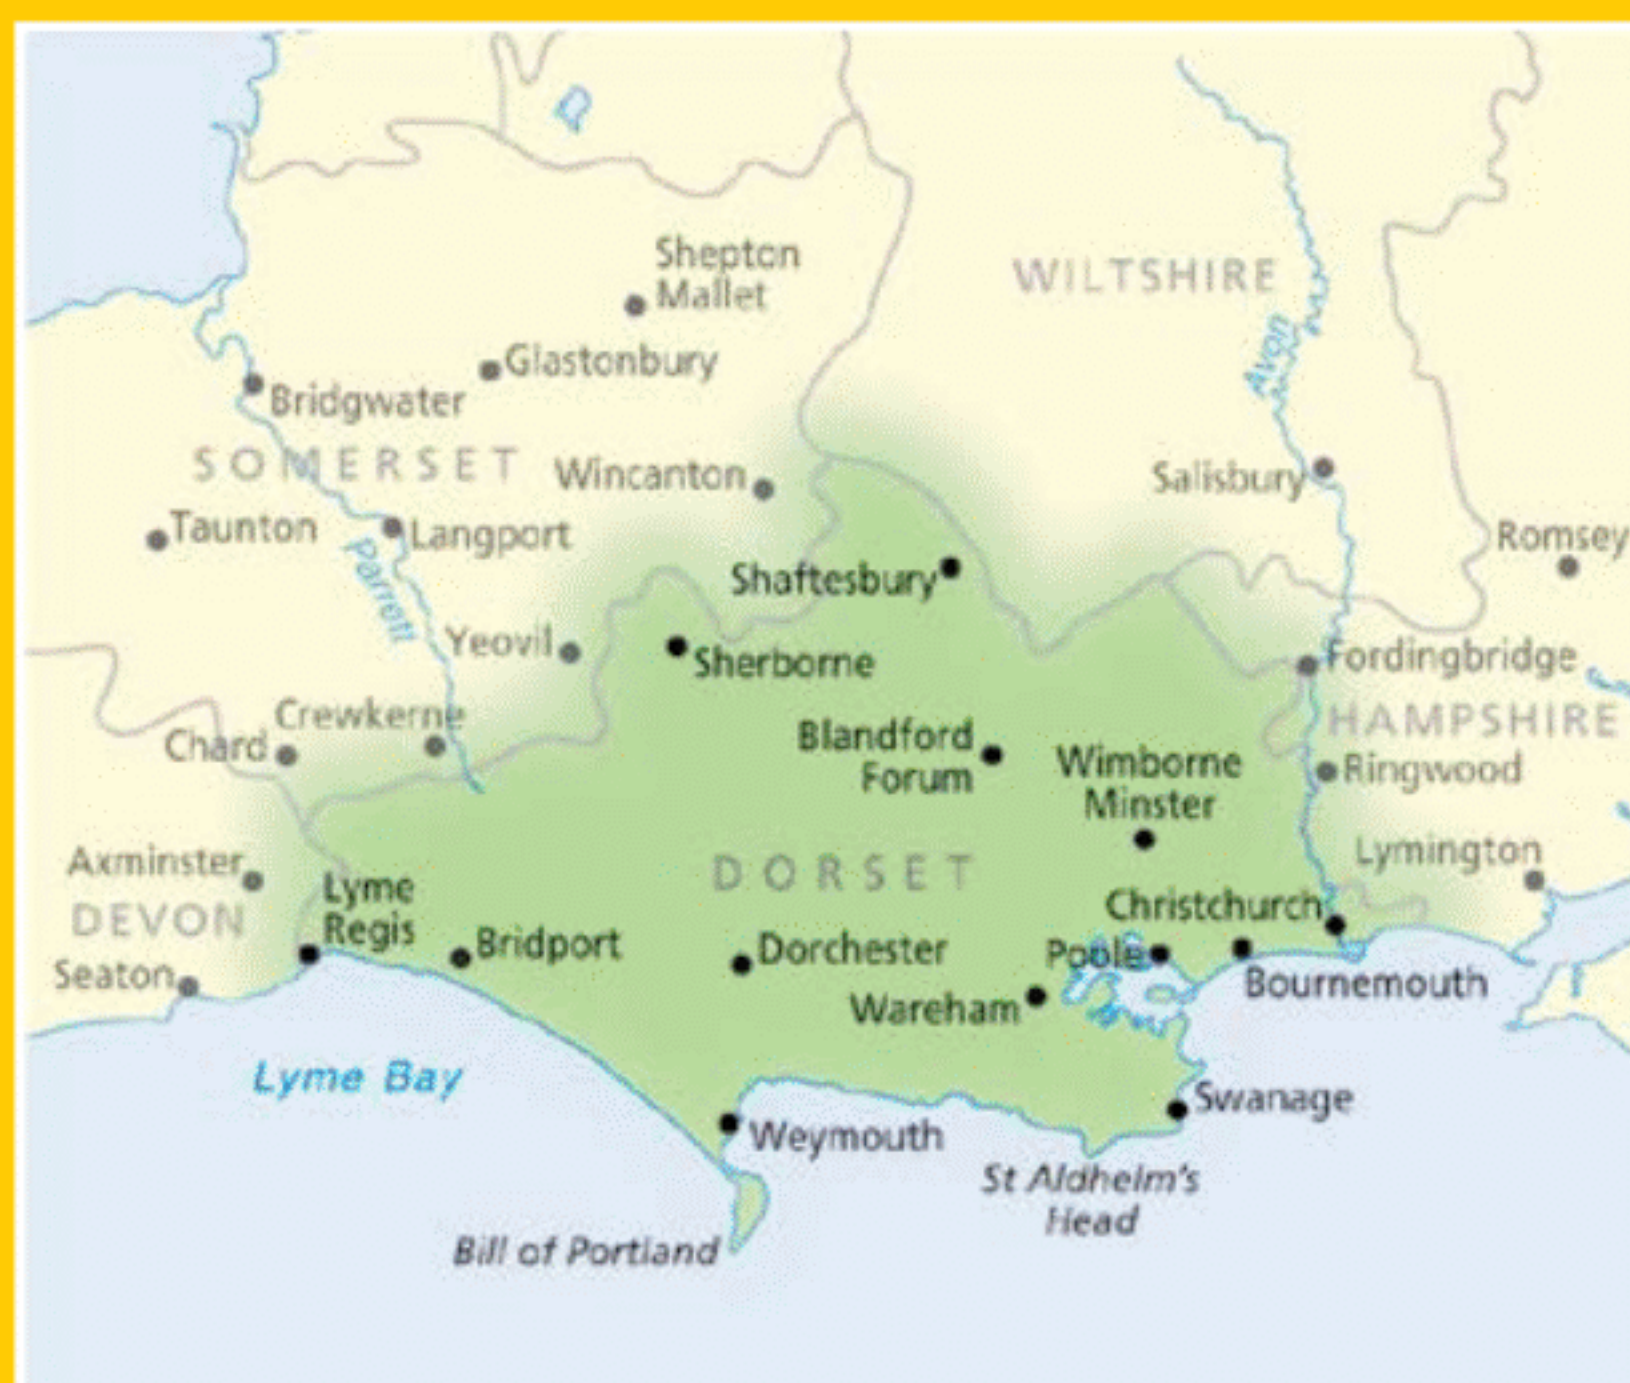 Shepton
Mallet
WILTSHIRE
Glastonbury
Avon
Bridgwater
SOMERSET
Wincanton
Salisbury
Taunton
Langport
Romsey
Parrett
Shaftesbury
Yeovil
Sherborne
Fordingbridge
Crewkerne
HAMPSHIRE
Chard
Blandford
Forum
Wimborne
Minster
Ringwood
Axminster
Lymington
DORSET
Lyme
Regis
DEVON
Christchurch
Bridport
Dorchester
Poole
Seaton
Bournemouth
Wareham
Lyme Bay
Swanage
Weymouth
St Aldhelm's
Head
Bill of Portland